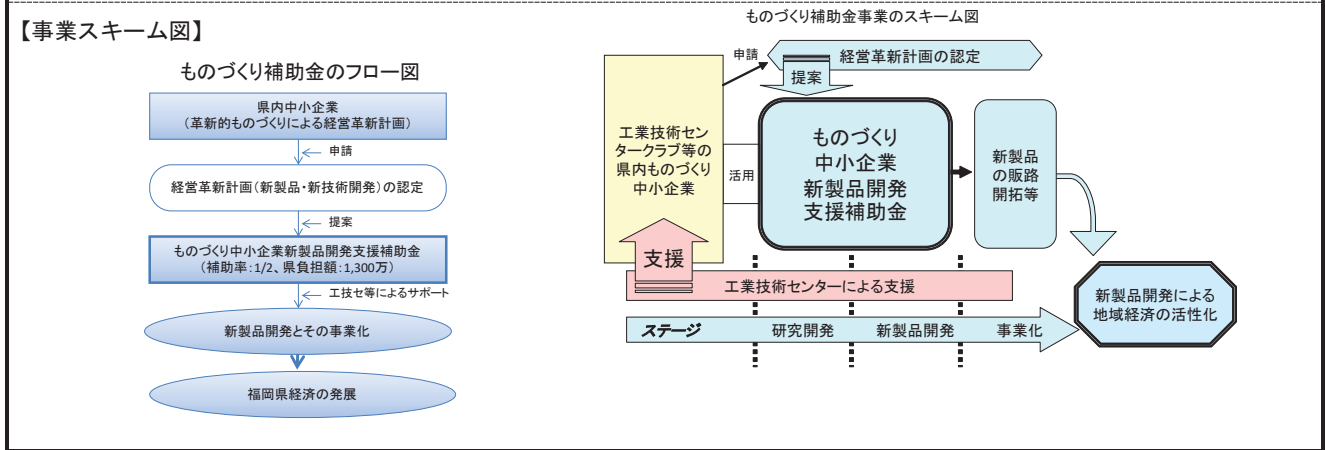 【事業スキーム図】
ものづくり補助金のフロー図
県内中小企業
（革新的ものづくりによる経営革新計画）
申請
経営革新計画（新製品・新技術開発）の認定
提案
ものづくり中小企業新製品開発支援補助金
（補助率：1/2、県負担額：1,300万）
工技セ等によるサポート
新製品開発とその事業化
福岡県経済の発展
ものづくり補助金事業のスキーム図
申請
経営革新計画の認定
提案
工業技術セン
タークラブ等の
県内ものづくり
中小企業
活用
ものづくり
中小企業
新製品開発
支援補助金
新製品
の販路
開拓等
支援
工業技術センターによる支援
ステージ
研究開発
新製品開発
事業化
新製品開発による
地域経済の活性化